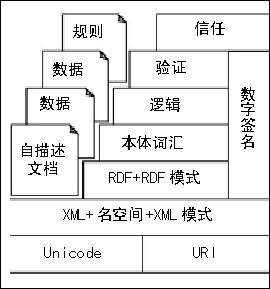 规则
信任
数据
验证
数据
逻辑
数字签名
自描述
文档
本体词汇
RDF+RDF 模式
XML+名空间+XML 模式
Unicode
URI